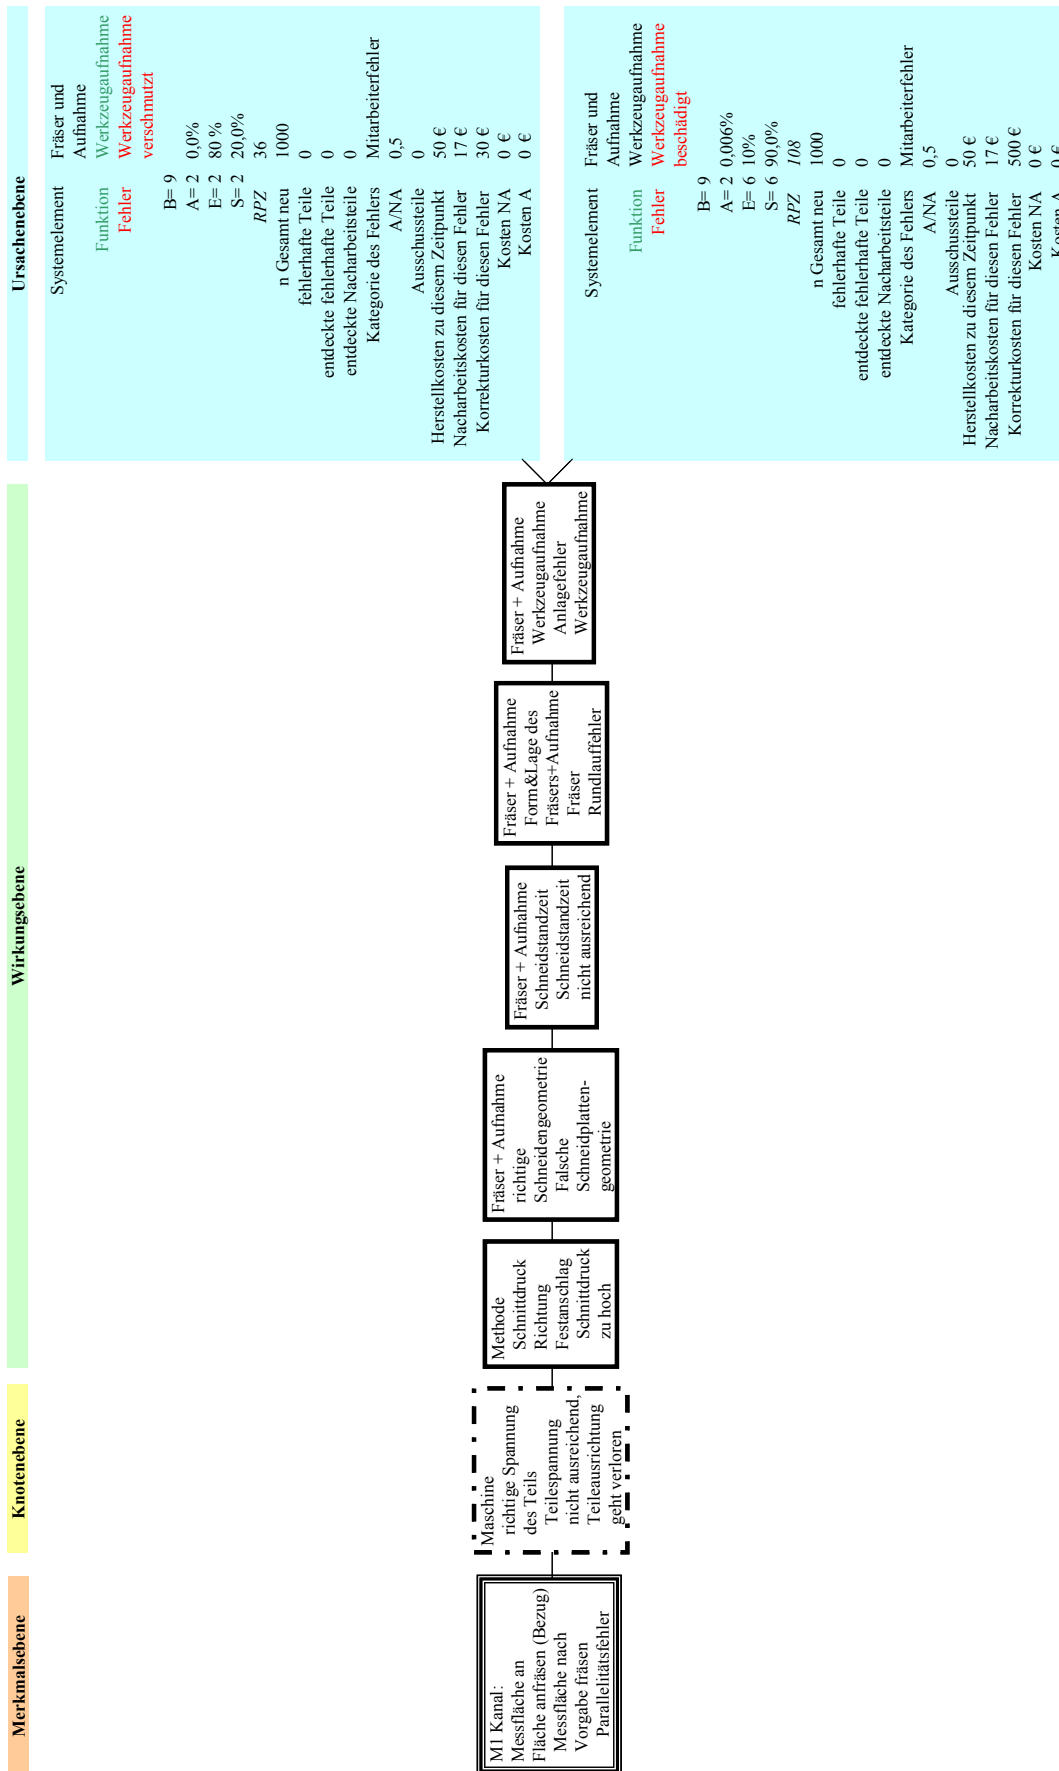 Merkmalsebene
Knotenebene
Wirkungsebene
Ursachenebene
M1 Kanal:
Messfläche an
Fläche anfräsen (Bezug)
Messfläche nach
Vorgabe fräsen
Parallelitätsfehler
Maschine
richtige Spannung
des Teils
Teilespannung
nicht ausreichend,
Teileausrichtung
geht verloren
Methode
Schnittdruck
Richtung
Festanschlag
Schnittdruck
zu hoch
Fräser + Aufnahme
richtige
Schneidengeometrie
Falsche
Schneidplatten-
geometrie
Fräser + Aufnahme
Schneidstandzeit
Schneidstandzeit
nicht ausreichend
Fräser + Aufnahme
Form&Lage des
Fräsers+Aufnahme
Fräser
Rundlauffehler
Fräser + Aufnahme
Werkzeugaufnahme
Anlagefehler
Werkzeugaufnahme
Systemelement Fräser und
Aufnahme
Funktion Werkzeugaufnahme
Fehler Werkzeugaufnahme
verschmutzt
B= 9
A= 2 0,0%
E= 2 80 %
S= 2 20,0%
RPZ 36
n Gesamt neu 1000
fehlerhafte Teile 0
entdeckte fehlerhafte Teile 0
entdeckte Nacharbeitsteile 0
Kategorie des Fehlers Mitarbeiterfehler
A/NA 0,5
Ausschussteile 0
Herstellkosten zu diesem Zeitpunkt 50 €
Nacharbeitskosten für diesen Fehler 17 €
Korrekturkosten für diesen Fehler 30 €
Kosten NA 0 €
Kosten A 0 €
Systemelement Fräser und
Aufnahme
Funktion Werkzeugaufnahme
Fehler Werkzeugaufnahme
beschädigt
B= 9
A= 2 0,006%
E= 6 10%
S= 6 90,0%
RPZ 108
n Gesamt neu 1000
fehlerhafte Teile 0
entdeckte fehlerhafte Teile 0
entdeckte Nacharbeitsteile 0
Kategorie des Fehlers Mitarbeiterfehler
A/NA 0,5
Ausschussteile 0
Herstellkosten zu diesem Zeitpunkt 50 €
Nacharbeitskosten für diesen Fehler 17 €
Korrekturkosten für diesen Fehler 500 €
Kosten NA 0 €
Kosten A 0 €